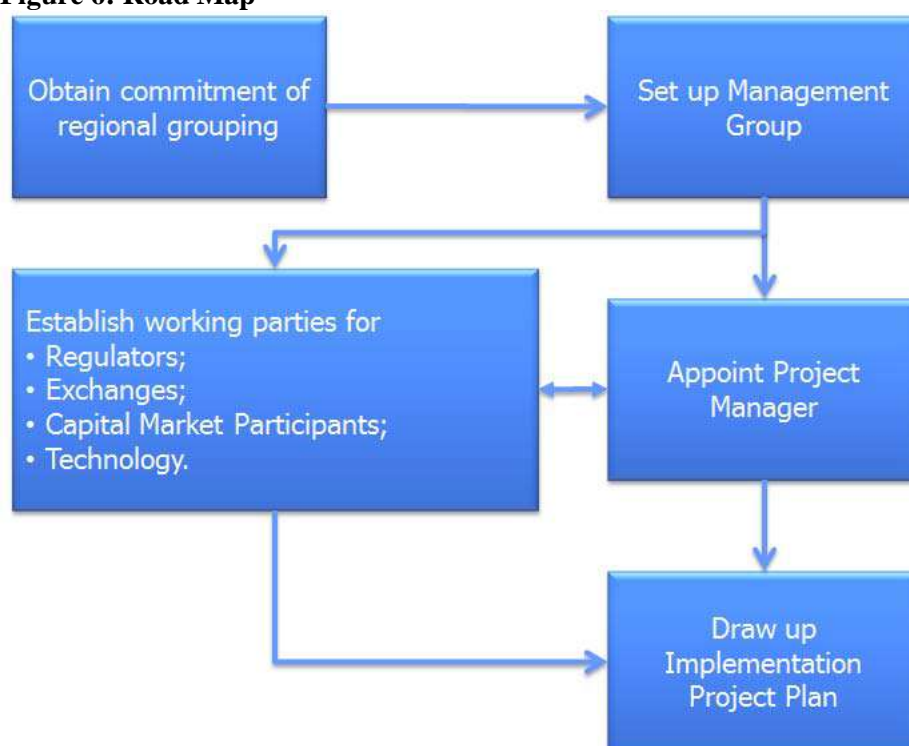 Figure 6: Road Map
Obtain commitment of
regional grouping
Set up Management
Group
Establish working parties for
• Regulators;
• Exchanges;
• Capital Market Participants;
• Technology.
Appoint Project
Manager
Draw up
Implementation
Project Plan